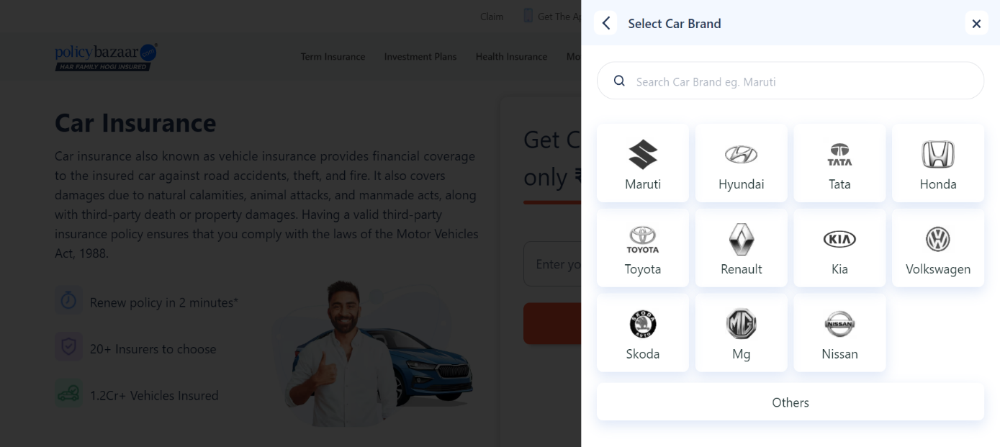 Claim
Get The Ap
policybazaar.com
HAR FAMILY HOGI INSURED
Term Insurance
Investment Plans
Health Insurance
Mo
Car Insurance
Car insurance also known as vehicle insurance provides financial coverage
to the insured car against road accidents, theft, and fire. It also covers
damages due to natural calamities, animal attacks, and manmade acts, along
with third-party death or property damages. Having a valid third-party
insurance policy ensures that you comply with the laws of the Motor Vehicles
Act, 1988.
Renew policy in 2 minutes*
20+ Insurers to choose
1.2Cr+ Vehicles Insured
Get C
only ₹
Enter yo
Select Car Brand
Search Car Brand eg. Maruti
Maruti
Hyundai
TATA
Tata
Honda
TOYOTA
Toyota
Renault
KIA
Kia
Volkswagen
SKODA
AUTO
Skoda
MG
Mg
NISSAN
Nissan
Others